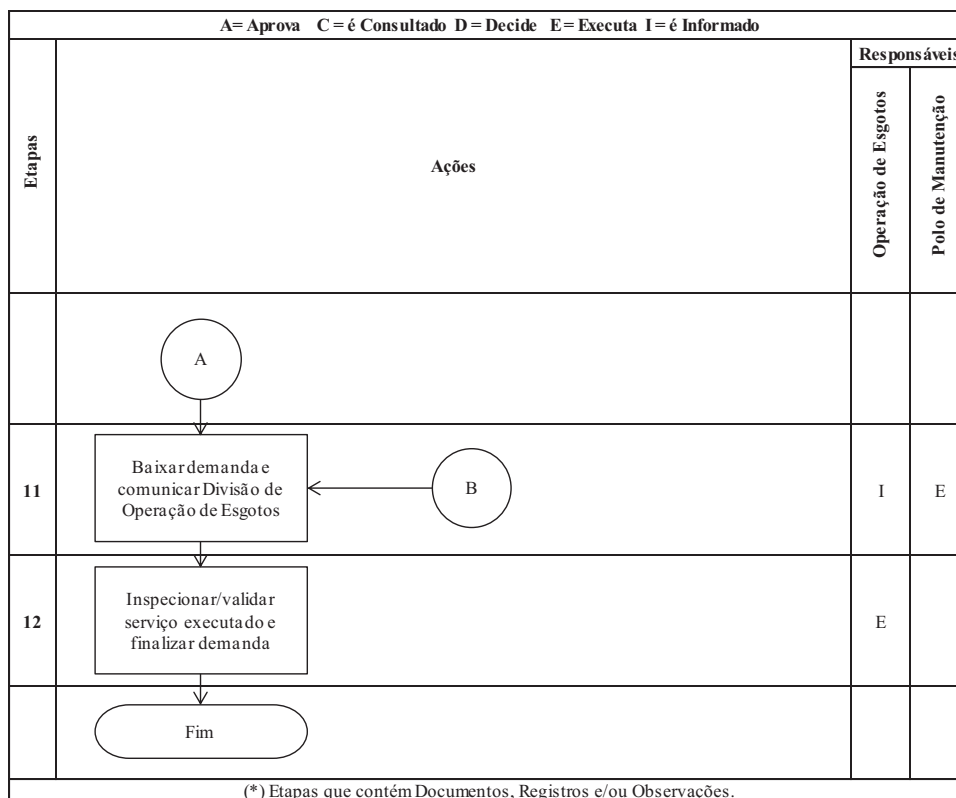 A= Aprova C = é Consultado D = Decide E = Executa I = é Informado
Responsáveis
Etapas
Ações
Operação de Esgotos
Polo de Manutenção
A
11
Baixar demanda e
comunicar Divisão de
Operação de Esgotos
B
I
E
12
Inspecionar/validar
serviço executado e
finalizar demanda
E
Fim
(*) Etapas que contém Documentos, Registros e/ou Observações.